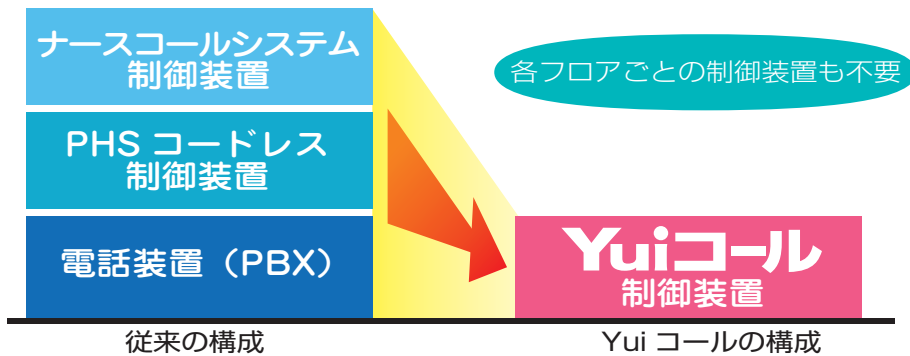 ナースコールシステム
制御装置
各フロアごとの制御装置も不要
PHS コードレス
制御装置
電話装置（PBX）
Yuiコール
制御装置
従来の構成
Yui コールの構成